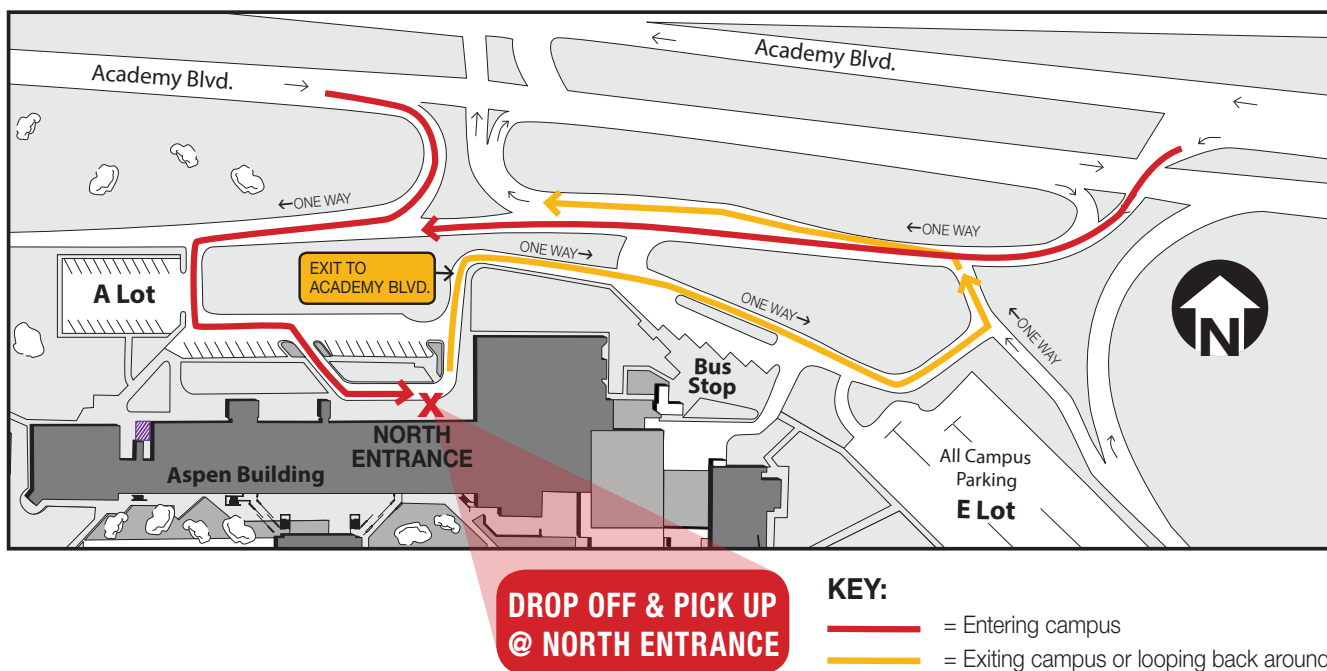 Academy Blvd.
Academy Blvd.
ONE WAY
ONE WAY
ONE WAY
EXIT TO
ACADEMY BLVD.
A Lot
ONE WAY
ONE WAY
N
Bus
Stop
X
NORTH
ENTRANCE
Aspen Building
All Campus
Parking
E Lot
DROP OFF & PICK UP
@ NORTH ENTRANCE
KEY:
= Entering campus
= Exiting campus or looping back around